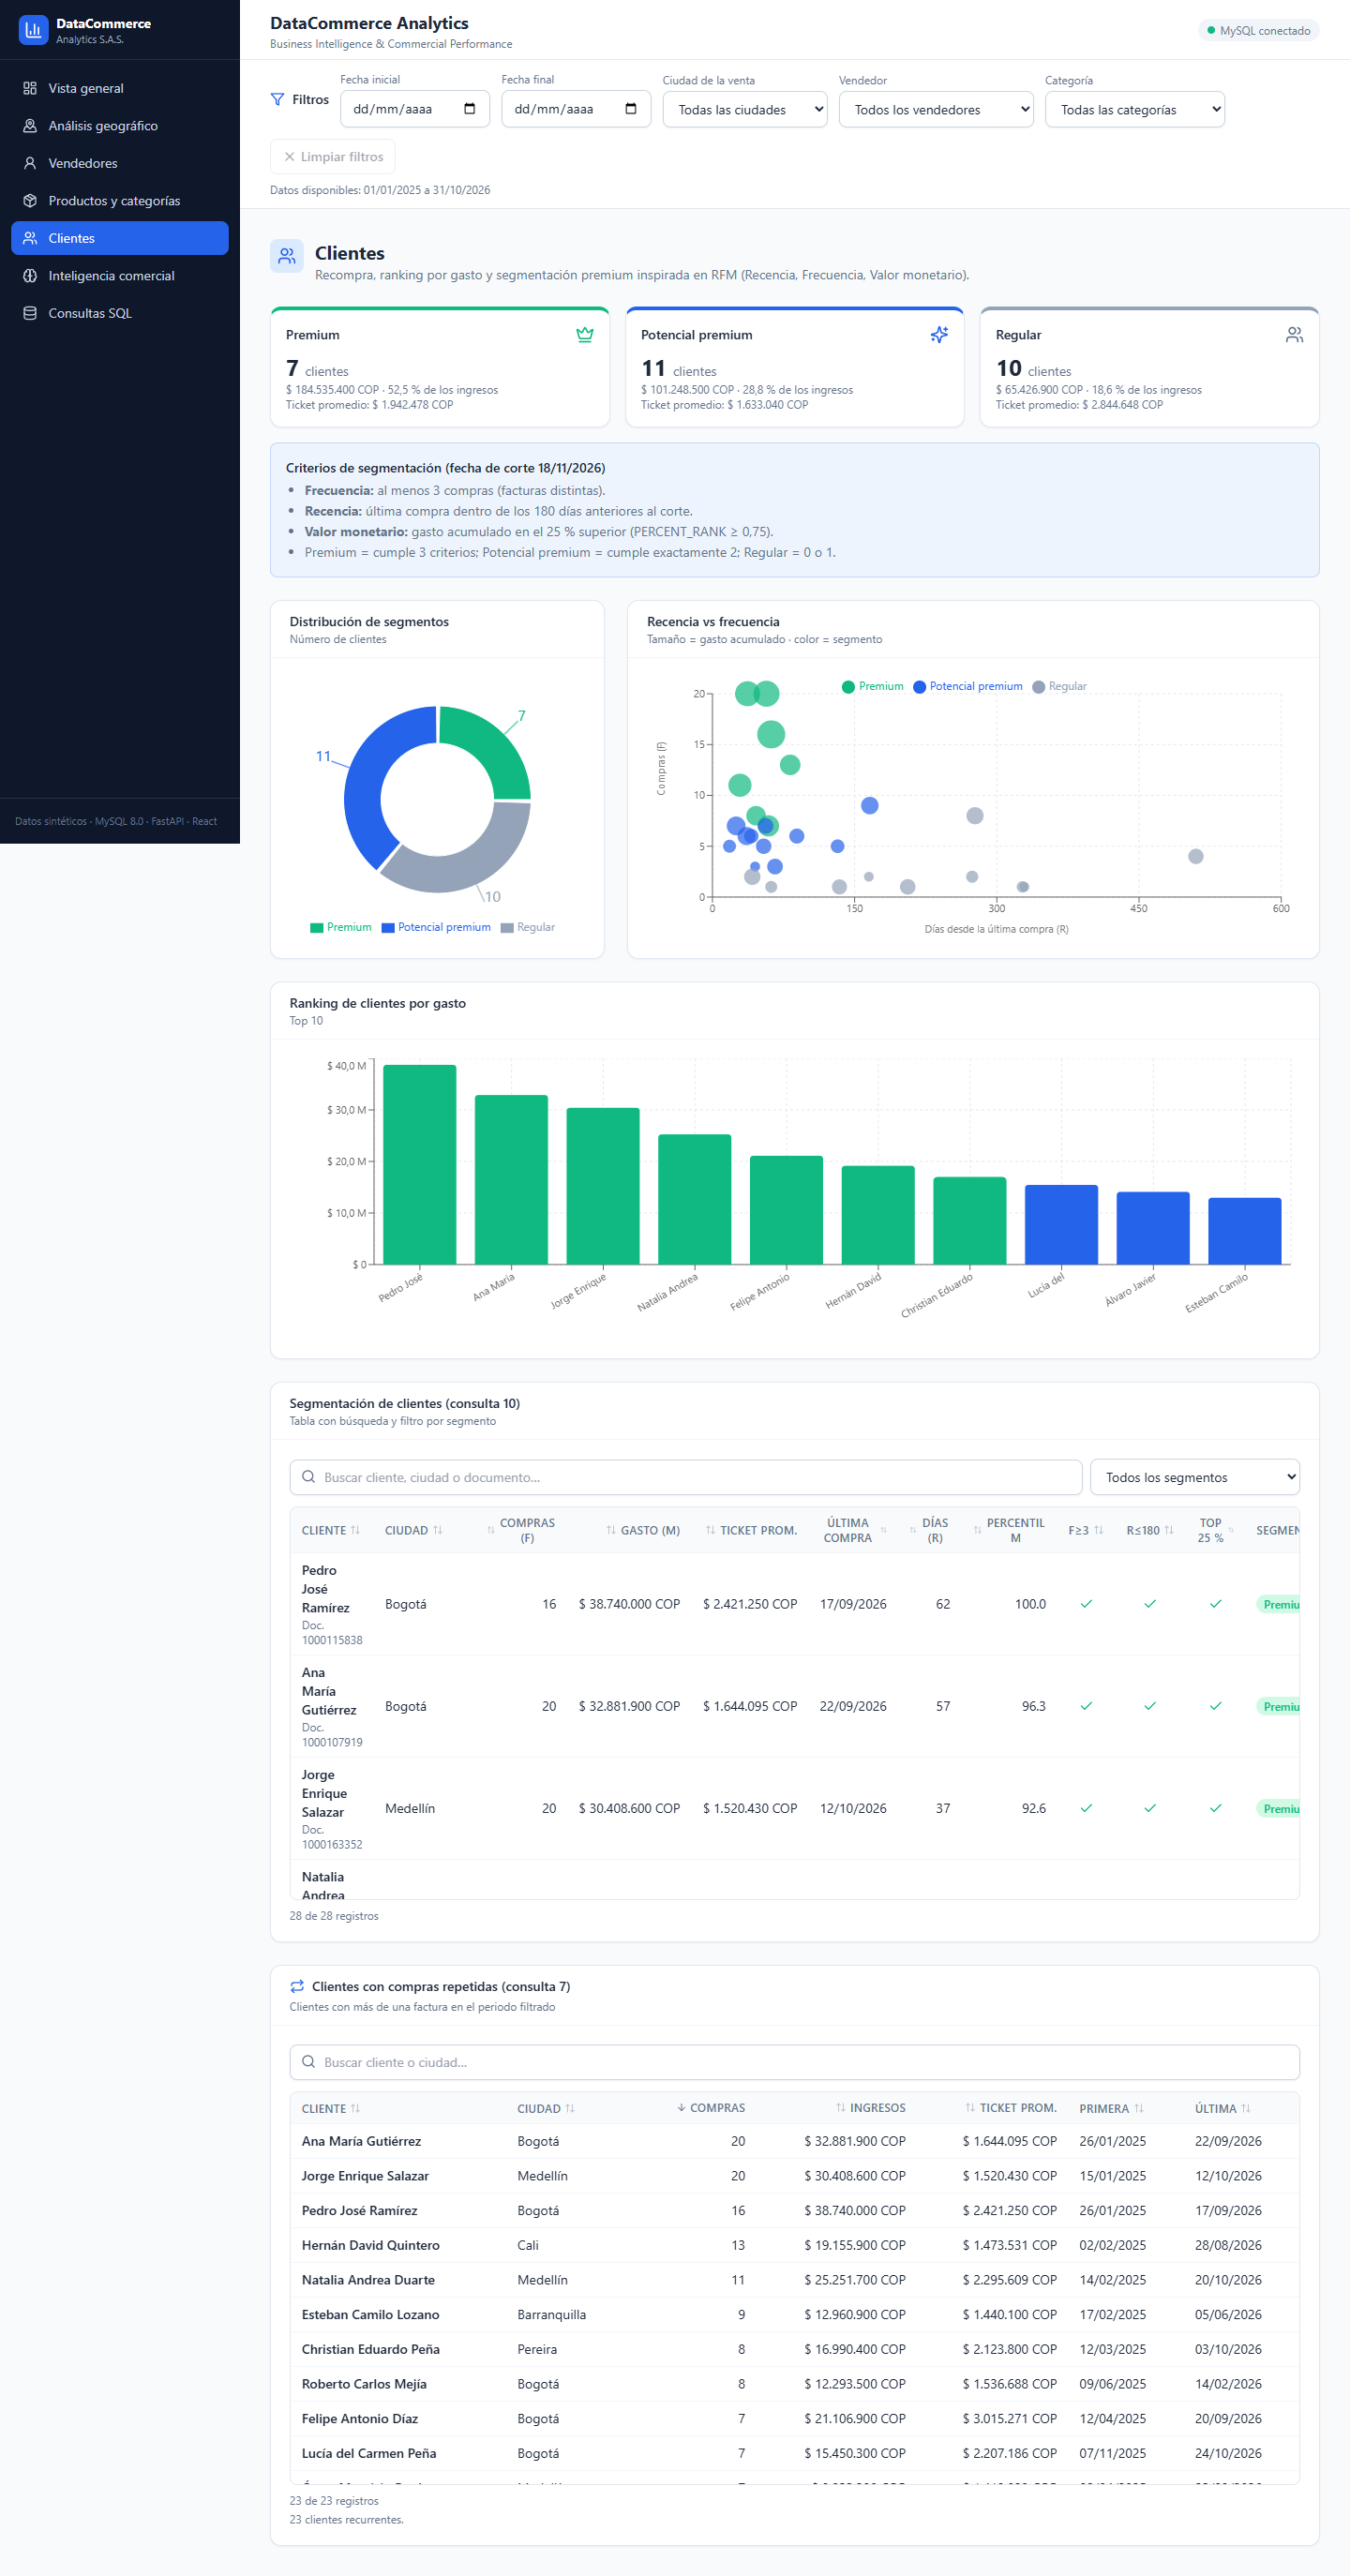 DataCommerce
Analytics S.A.S.
Vista general
Análisis geográfico
Vendedores
Productos y categorías
Clientes
Inteligencia comercial
Consultas SQL
Datos sintéticos · MySQL 8.0 · FastAPI · React
DataCommerce Analytics
Business Intelligence & Commercial Performance
MySQL conectado
Filtros
Fecha inicial
dd/mm/aaaa
Fecha final
dd/mm/aaaa
Ciudad de la venta
Todas las ciudades
Vendedor
Todos los vendedores
Categoría
Todas las categorías
Limpiar filtros
Datos disponibles: 01/01/2025 a 31/10/2026
Clientes
Recompra, ranking por gasto y segmentación premium inspirada en RFM (Recencia, Frecuencia, Valor monetario).
Premium
7 clientes
$ 184.535.400 COP · 52,5 % de los ingresos
Ticket promedio: $ 1.942.478 COP
Potencial premium
11 clientes
$ 101.248.500 COP · 28,8 % de los ingresos
Ticket promedio: $ 1.633.040 COP
Regular
10 clientes
$ 65.426.900 COP · 18,6 % de los ingresos
Ticket promedio: $ 2.844.648 COP
Criterios de segmentación (fecha de corte 18/11/2026)
• Frecuencia: al menos 3 compras (facturas distintas).
• Recencia: última compra dentro de los 180 días anteriores al corte.
• Valor monetario: gasto acumulado en el 25 % superior (PERCENT_RANK ≥ 0,75).
• Premium = cumple 3 criterios; Potencial premium = cumple exactamente 2; Regular = 0 o 1.
Distribución de segmentos
Número de clientes
7
11
10
Premium Potencial premium Regular
Recencia vs frecuencia
Tamaño = gasto acumulado · color = segmento
Premium Potencial premium Regular
Compras (F)
20
15
10
5
0
0 150 300 450 600
Días desde la última compra (R)
Ranking de clientes por gasto
Top 10
$ 40,0 M
$ 30,0 M
$ 20,0 M
$ 10,0 M
$ 0
Pedro José
Ana María
Jorge Enrique
Natalia Andrea
Felipe Antonio
Hernán David
Christian Eduardo
Lucía del
Álvaro Javier
Esteban Camilo
Segmentación de clientes (consulta 10)
Tabla con búsqueda y filtro por segmento
Buscar cliente, ciudad o documento...
Todos los segmentos
CLIENTE CIUDAD COMPRAS (F) GASTO (M) TICKET PROM. ÚLTIMA COMPRA DÍAS (R) PERCENTIL M F≥3 R≤180 TOP 25 % SEGMEN
Pedro José Ramírez Doc. 1000115838 Bogotá 16 $ 38.740.000 COP $ 2.421.250 COP 17/09/2026 62 100.0 ✓ ✓ ✓ Premiu
Ana María Gutiérrez Doc. 1000107919 Bogotá 20 $ 32.881.900 COP $ 1.644.095 COP 22/09/2026 57 96.3 ✓ ✓ ✓ Premiu
Jorge Enrique Salazar Doc. 1000163352 Medellín 20 $ 30.408.600 COP $ 1.520.430 COP 12/10/2026 37 92.6 ✓ ✓ ✓ Premiu
Natalia Andrea
28 de 28 registros
Clientes con compras repetidas (consulta 7)
Clientes con más de una factura en el periodo filtrado
Buscar cliente o ciudad...
CLIENTE CIUDAD COMPRAS INGRESOS TICKET PROM. PRIMERA ÚLTIMA
Ana María Gutiérrez Bogotá 20 $ 32.881.900 COP $ 1.644.095 COP 26/01/2025 22/09/2026
Jorge Enrique Salazar Medellín 20 $ 30.408.600 COP $ 1.520.430 COP 15/01/2025 12/10/2026
Pedro José Ramírez Bogotá 16 $ 38.740.000 COP $ 2.421.250 COP 26/01/2025 17/09/2026
Hernán David Quintero Cali 13 $ 19.155.900 COP $ 1.473.531 COP 02/02/2025 28/08/2026
Natalia Andrea Duarte Medellín 11 $ 25.251.700 COP $ 2.295.609 COP 14/02/2025 20/10/2026
Esteban Camilo Lozano Barranquilla 9 $ 12.960.900 COP $ 1.440.100 COP 17/02/2025 05/06/2026
Christian Eduardo Peña Pereira 8 $ 16.990.400 COP $ 2.123.800 COP 12/03/2025 03/10/2026
Roberto Carlos Mejía Bogotá 8 $ 12.293.500 COP $ 1.536.688 COP 09/06/2025 14/02/2026
Felipe Antonio Díaz Bogotá 7 $ 21.106.900 COP $ 3.015.271 COP 12/04/2025 20/09/2026
Lucía del Carmen Peña Bogotá 7 $ 15.450.300 COP $ 2.207.186 COP 07/11/2025 24/10/2026
23 de 23 registros
23 clientes recurrentes.